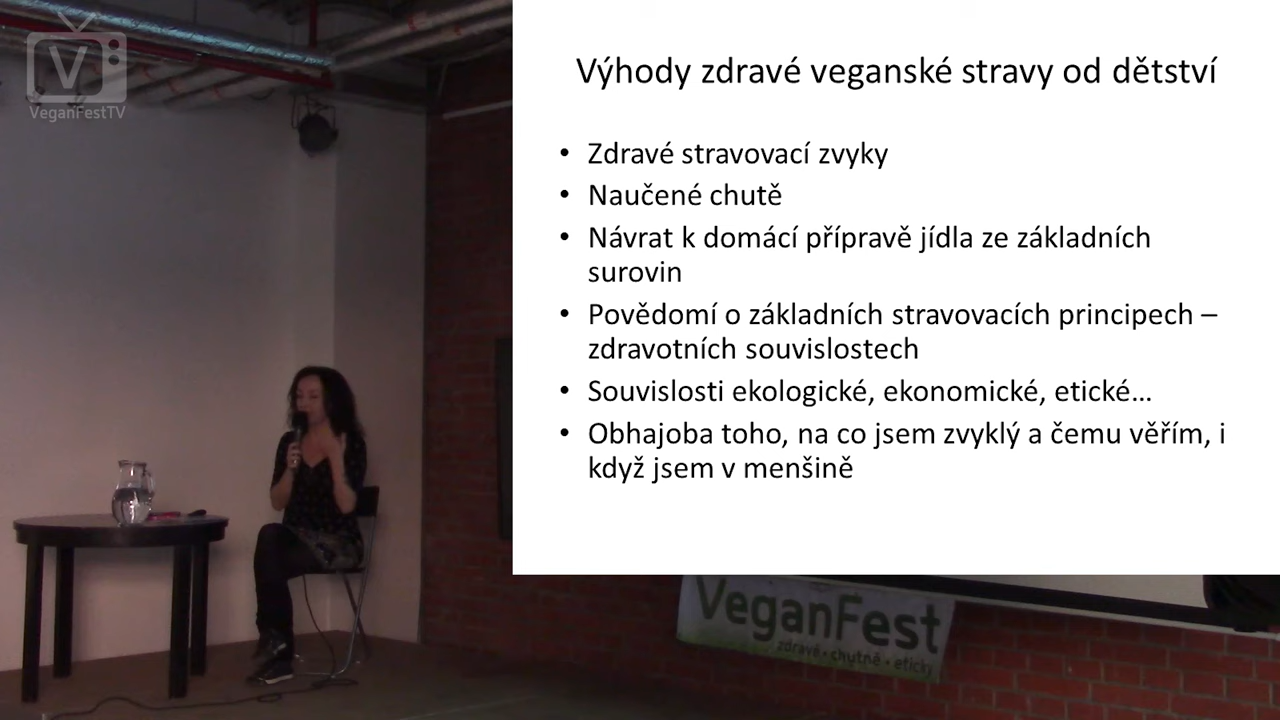 V
VeganFestTV
Výhody zdravé veganské stravy od dětství
• Zdravé stravovací zvyky
• Naučené chutě
• Návrat k domácí přípravě jídla ze základních
surovin
• Povědomí o základních stravovacích principech –
zdravotních souvislostech
• Souvislosti ekologické, ekonomické, etické…
• Obhajoba toho, na co jsem zvyklý a čemu věřím, i
když jsem v menšině
VeganFest
zdravě • chutně • eticky